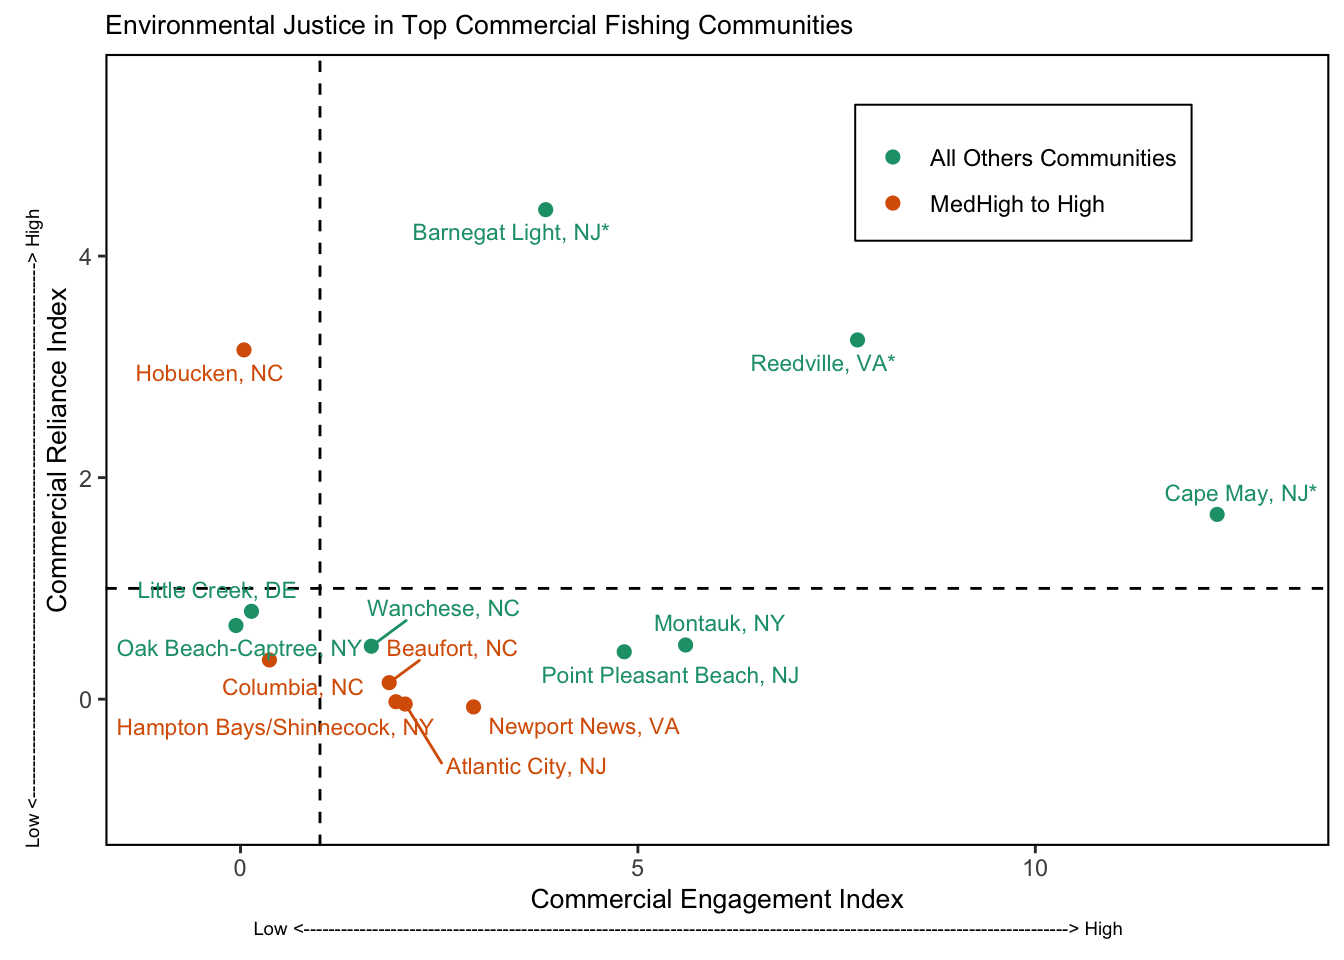 Environmental Justice in Top Commercial Fishing Communities
All Others Communities
MedHigh to High
Barnegat Light, NJ*
Reedville, VA*
Hobucken, NC
Cape May, NJ*
Little Creek, DE
Wanchese, NC
Montauk, NY
Oak Beach-Captree, NY
Beaufort, NC
Point Pleasant Beach, NJ
Columbia, NC
Hampton Bays/Shinnecock, NY
Newport News, VA
Atlantic City, NJ
4
2
0
Commercial Reliance Index
Low <----------------------------------------------------------------------------------------> High
0
5
10
Commercial Engagement Index
Low <----------------------------------------------------------------------------------------------------------------------------> High